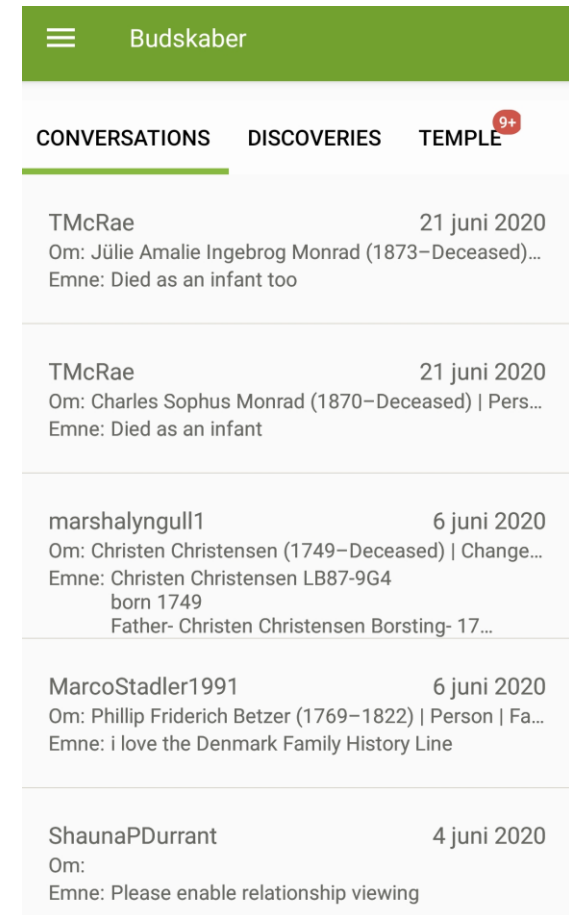 Budskaber
CONVERSATIONS DISCOVERIES TEMPLE 9+
TMcRae 21 juni 2020
Om: Jülie Amalie Ingebrog Monrad (1873–Deceased)...
Emne: Died as an infant too
TMcRae 21 juni 2020
Om: Charles Sophus Monrad (1870–Deceased) | Pers...
Emne: Died as an infant
marshalyngull1 6 juni 2020
Om: Christen Christensen (1749–Deceased) | Change...
Emne: Christen Christensen LB87-9G4
born 1749
Father- Christen Christensen Borsting- 17...
MarcoStadler1991 6 juni 2020
Om: Phillip Friderich Betzer (1769–1822) | Person | Fa...
Emne: i love the Denmark Family History Line
ShaunaPDurrant 4 juni 2020
Om:
Emne: Please enable relationship viewing